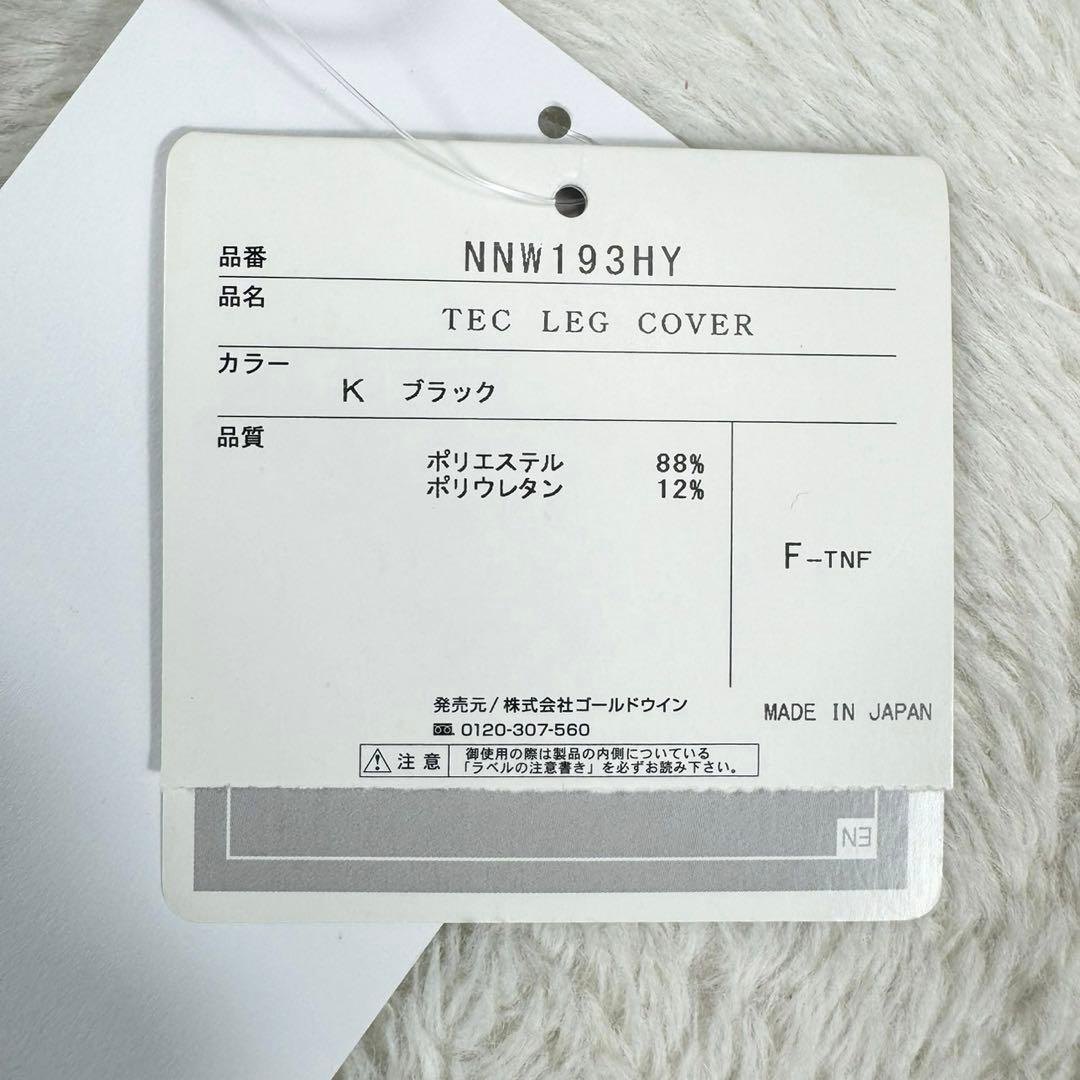 品番 NNW193HY
品名
TEC LEG COVER
カラー
K ブラック
品質
ポリエステル 88%
ポリウレタン 12%
F-TNF
発売元/株式会社ゴールドウイン
0120-307-560
MADE IN JAPAN
注意 御使用の際は製品の内側についている
「ラベルの注意書き」を必ずお読み下さい。
EN